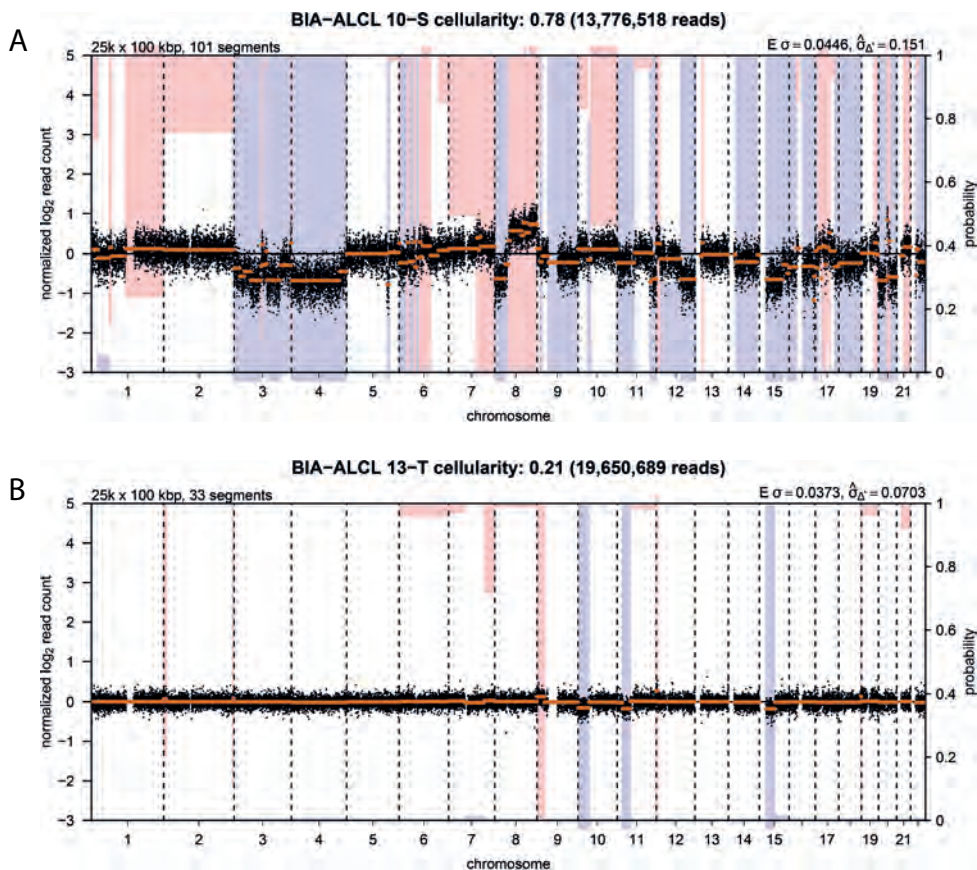 A
BIA−ALCL 10−S cellularity: 0.78 (13,776,518 reads)
25k x 100 kbp, 101 segments
E σ = 0.0446, σ̂Δ' = 0.151
5
4
3
2
1
0
−1
−2
−3
normalized log2 read count
1
0.8
0.6
0.4
0.2
0
probability
1 2 3 4 5 6 7 8 9 10 11 12 13 14 15 17 19 21
chromosome
B
BIA−ALCL 13−T cellularity: 0.21 (19,650,689 reads)
25k x 100 kbp, 33 segments
E σ = 0.0373, σ̂Δ' = 0.0703
5
4
3
2
1
0
−1
−2
−3
normalized log2 read count
1
0.8
0.6
0.4
0.2
0
probability
1 2 3 4 5 6 7 8 9 10 11 12 13 14 15 17 19 21
chromosome